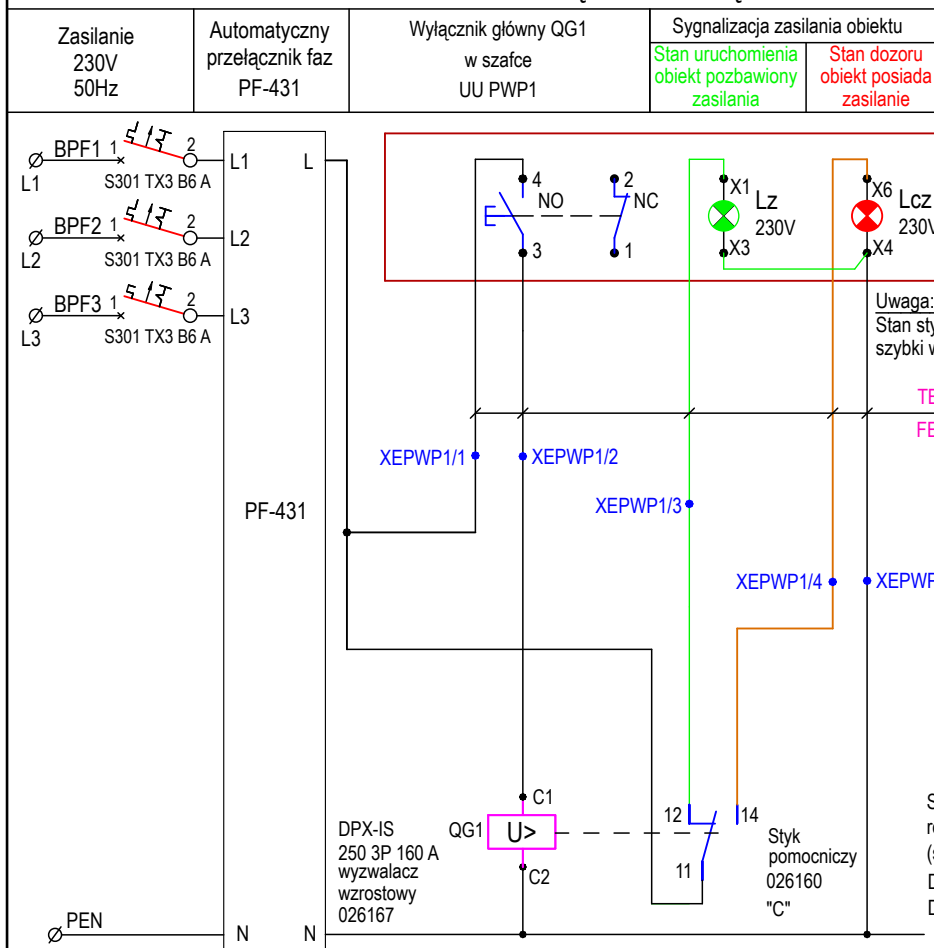 Zasilanie
230V
50Hz
Automatyczny
przełącznik faz
PF-431
Wyłącznik główny QG1
w szafce
UU PWP1
Sygnalizacja zasilania obiektu
Stan uruchomienia
obiekt pozbawiony
zasilania
Stan dozoru
obiekt posiada
zasilanie
BPF1 1 2
L1
S301 TX3 B6 A
L1 L
BPF2 1 2
L2
S301 TX3 B6 A
L2
BPF3 1 2
L3
S301 TX3 B6 A
L3
4
NO
3
2
NC
1
X1
Lz
230V
X3
X6
Lcz
230V
X4
Uwaga:
Stan
szybki
XEPWP1/1
XEPWP1/2
XEPWP1/3
XEPWP1/4
PF-431
DPX-IS
250 3P 160 A
wyzwalacz
wzrostowy
026167
QG1
U>
C1
C2
12
14
11
Styk
pomocniczy
026160
"C"
PEN
N N